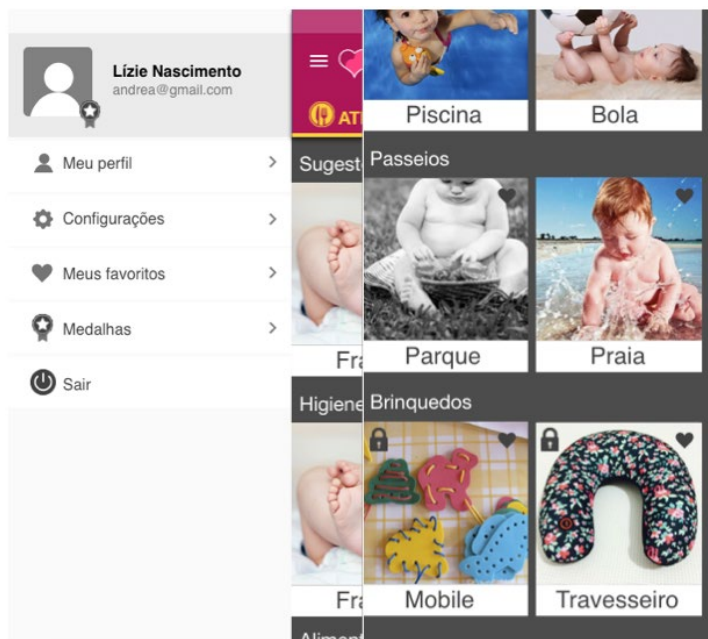 Lízie Nascimento
andrea@gmail.com
Meu perfil
Configurações
Meus favoritos
Medalhas
Sair
Piscina
Bola
Passeios
Parque
Praia
Brinquedos
Mobile
Travesseiro